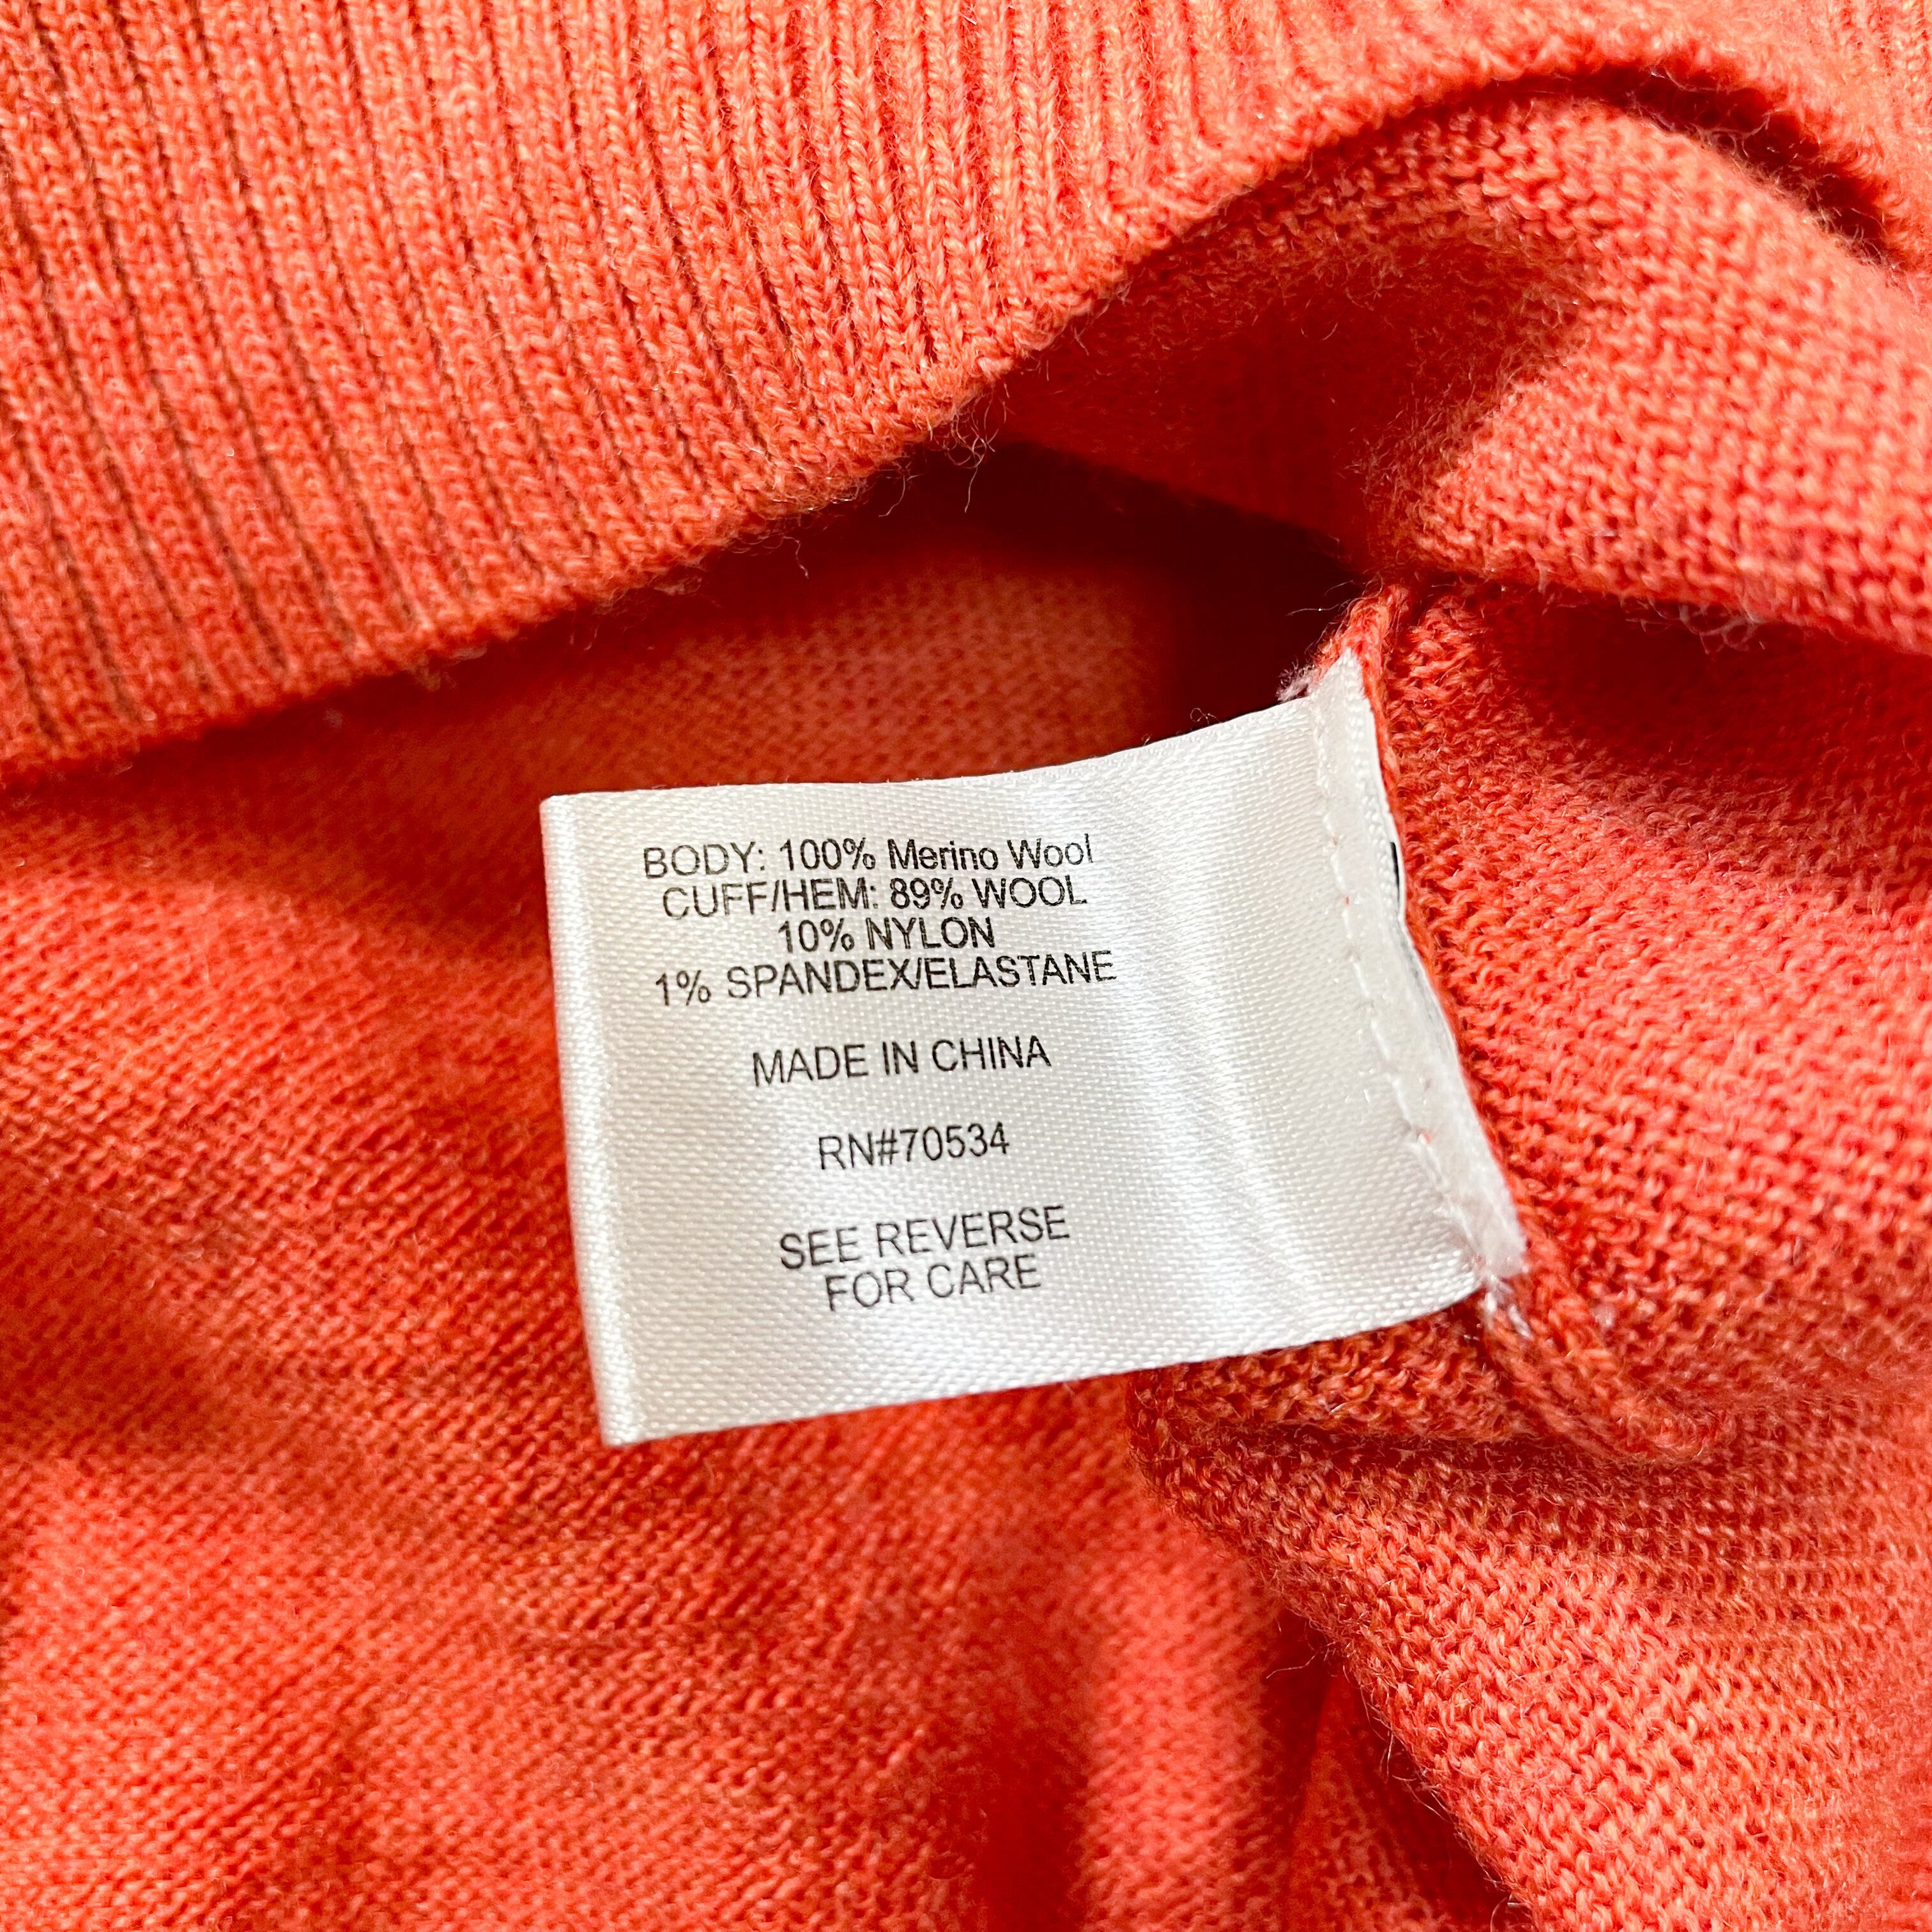 BODY: 100% Merino Wool
CUFF/HEM: 89% WOOL
10% NYLON
1% SPANDEX/ELASTANE
MADE IN CHINA
RN#70534
SEE REVERSE
FOR CARE